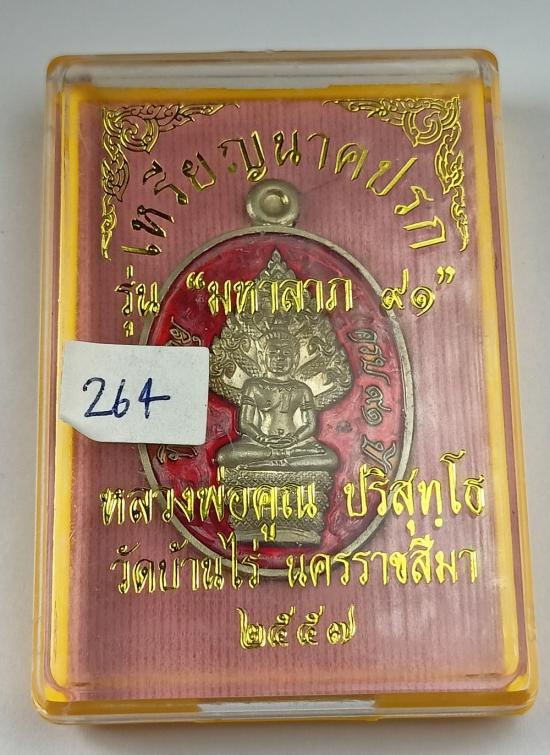 เหรียญนาคปรก
รุ่น “มหาลาภ ๙๑”
264
หลวงพ่อคูณ ปริสุทฺโธ
วัดบ้านไร่ นครราชสีมา
๒๕๕๗